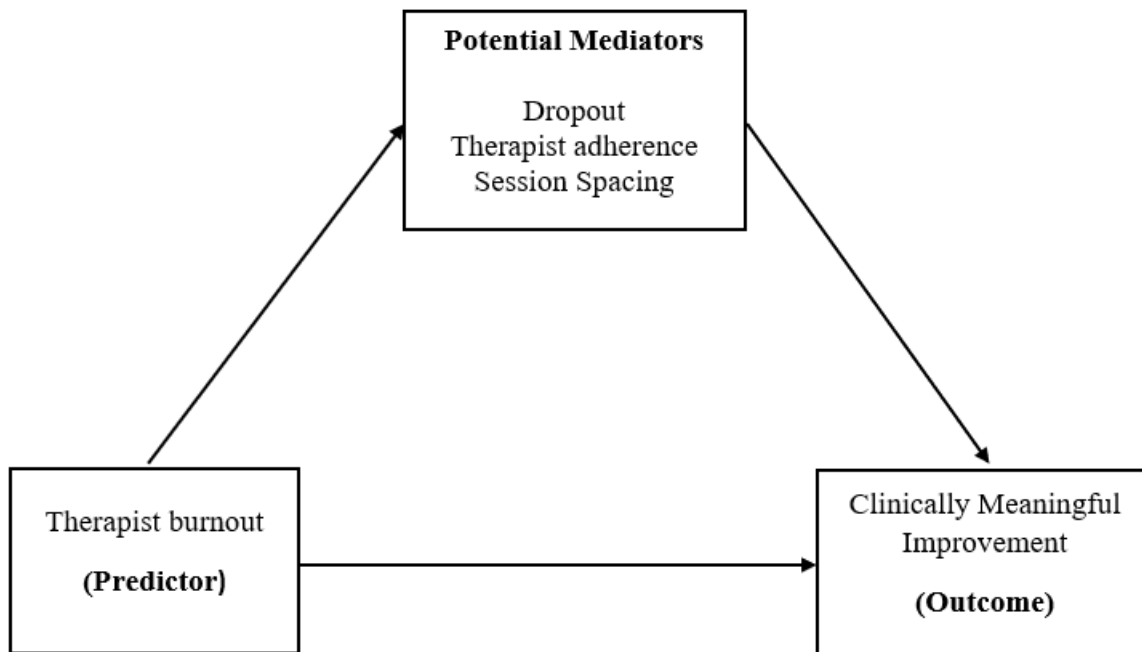 Potential Mediators
Dropout
Therapist adherence
Session Spacing
Therapist burnout
(Predictor)
Clinically Meaningful
Improvement
(Outcome)